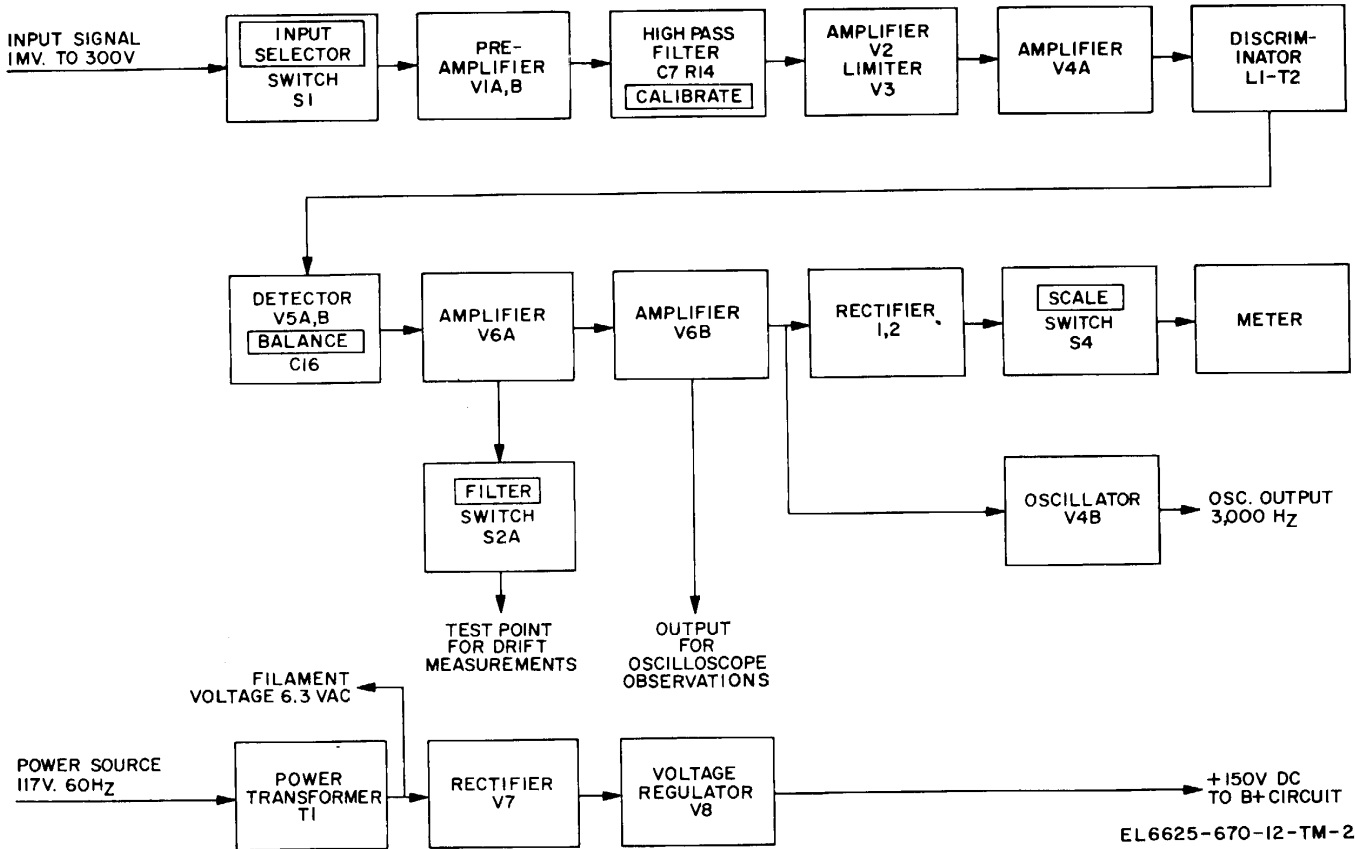 INPUT SIGNAL
1MV. TO 300V
INPUT
SELECTOR
SWITCH
S1
PRE-
AMPLIFIER
V1A, B
HIGH PASS
FILTER
C7 R14
CALIBRATE
AMPLIFIER
V2
LIMITER
V3
AMPLIFIER
V4A
DISCRIM-
INATOR
L1-T2
DETECTOR
V5A,B
BALANCE
C16
AMPLIFIER
V6A
AMPLIFIER
V6B
RECTIFIER
1,2
SCALE
SWITCH
S4
METER
FILTER
SWITCH
S2A
OSCILLATOR
V4B
OSC. OUTPUT
3,000 HZ
TEST POINT
FOR DRIFT
MEASUREMENTS
OUTPUT
FOR
OSCILLOSCOPE
OBSERVATIONS
FILAMENT
VOLTAGE 6.3 VAC
POWER SOURCE
117V. 60HZ
POWER
TRANSFORMER
T1
RECTIFIER
V7
VOLTAGE
REGULATOR
V8
+150V DC
TO B+ CIRCUIT
EL6625-670-12-TM-2